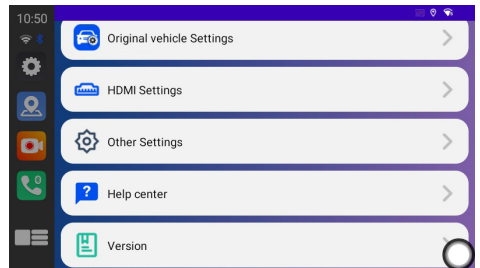 10:50
Original vehicle Settings
HDMI Settings
Other Settings
Help center
Version